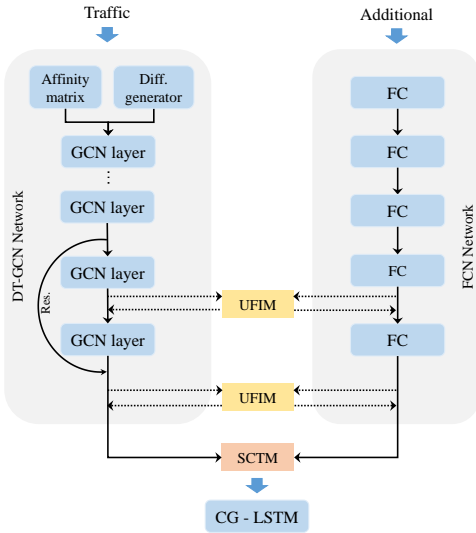 Traffic
Additional
Affinity
matrix
Diff.
generator
GCN layer
...
GCN layer
GCN layer
GCN layer
DT-GCN Network
Res.
FC
FC
FC
FC
FC
FCN Network
UFIM
UFIM
SCTM
CG - LSTM